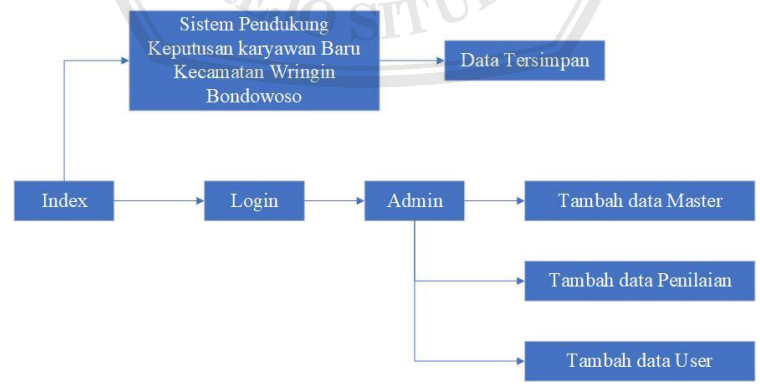 Sistem Pendukung
Keputusan karyawan Baru
Kecamatan Wringin
Bondowoso
Data Tersimpan
Index
Login
Admin
Tambah data Master
Tambah data Penilaian
Tambah data User